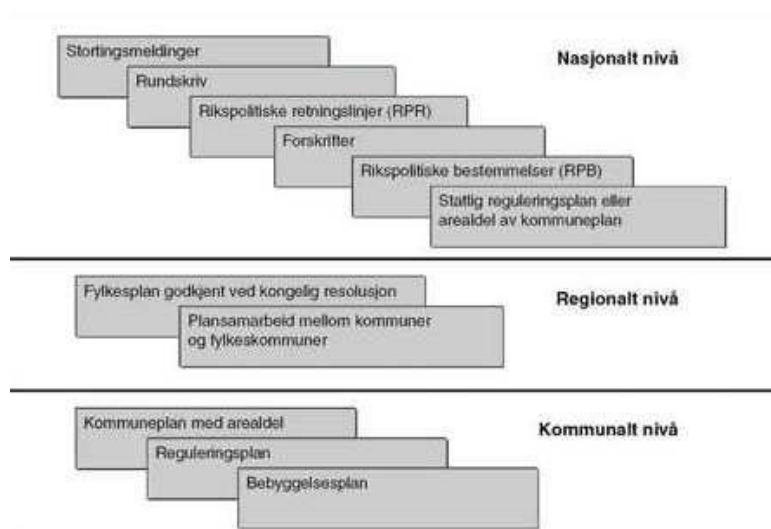 Nasjonalt nivå
Stortingsmeldinger
Rundskriv
Rikspolitiske retningslinjer (RPR)
Forskrifter
Rikspolitiske bestemmelser (RPB)
Statlig reguleringsplan eller
arealdel av kommuneplan
Regionalt nivå
Fylkesplan godkjent ved kongelig resolusjon
Plansamarbeid mellom kommuner
og fylkeskommuner
Kommunalt nivå
Kommuneplan med arealdel
Reguleringsplan
Bebyggelsesplan